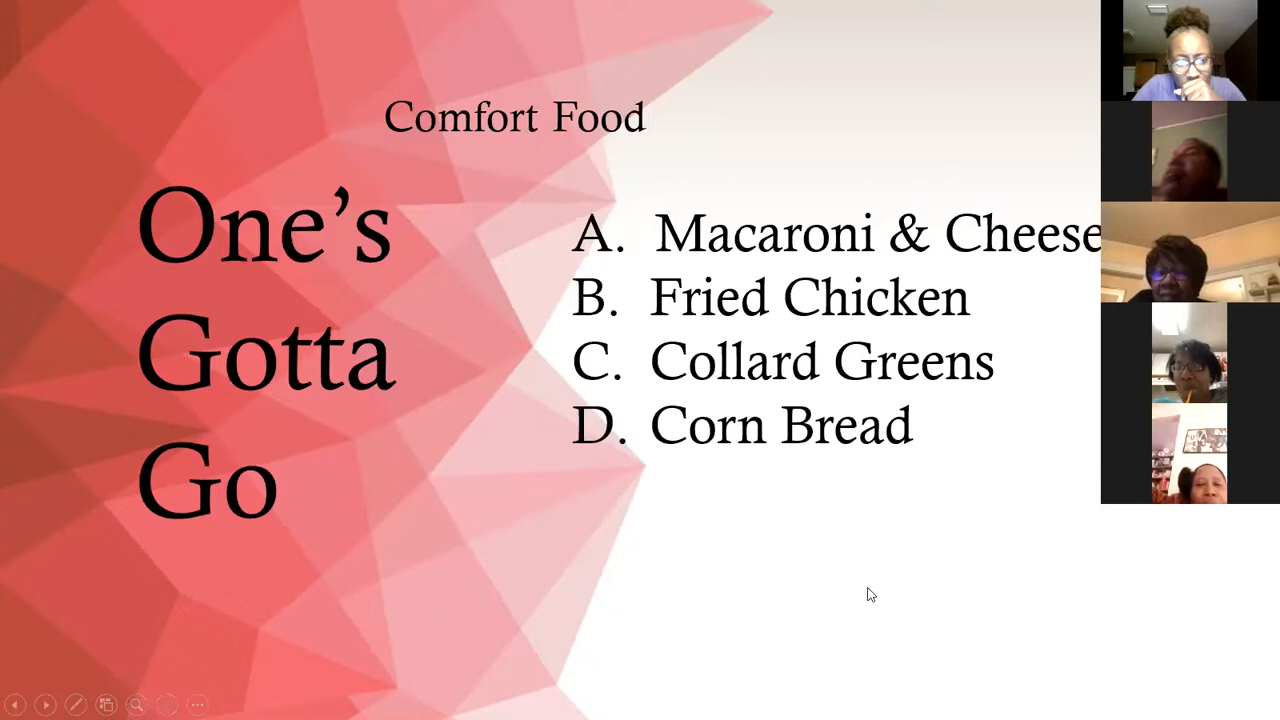 Comfort Food
One’s
Gotta
Go
A. Macaroni & Cheese
B. Fried Chicken
C. Collard Greens
D. Corn Bread